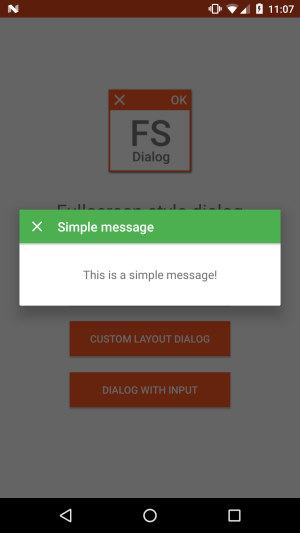 11:07
OK
FS
Dialog
Fullscreen style dialog
Simple message
This is a simple message!
CUSTOM LAYOUT DIALOG
DIALOG WITH INPUT